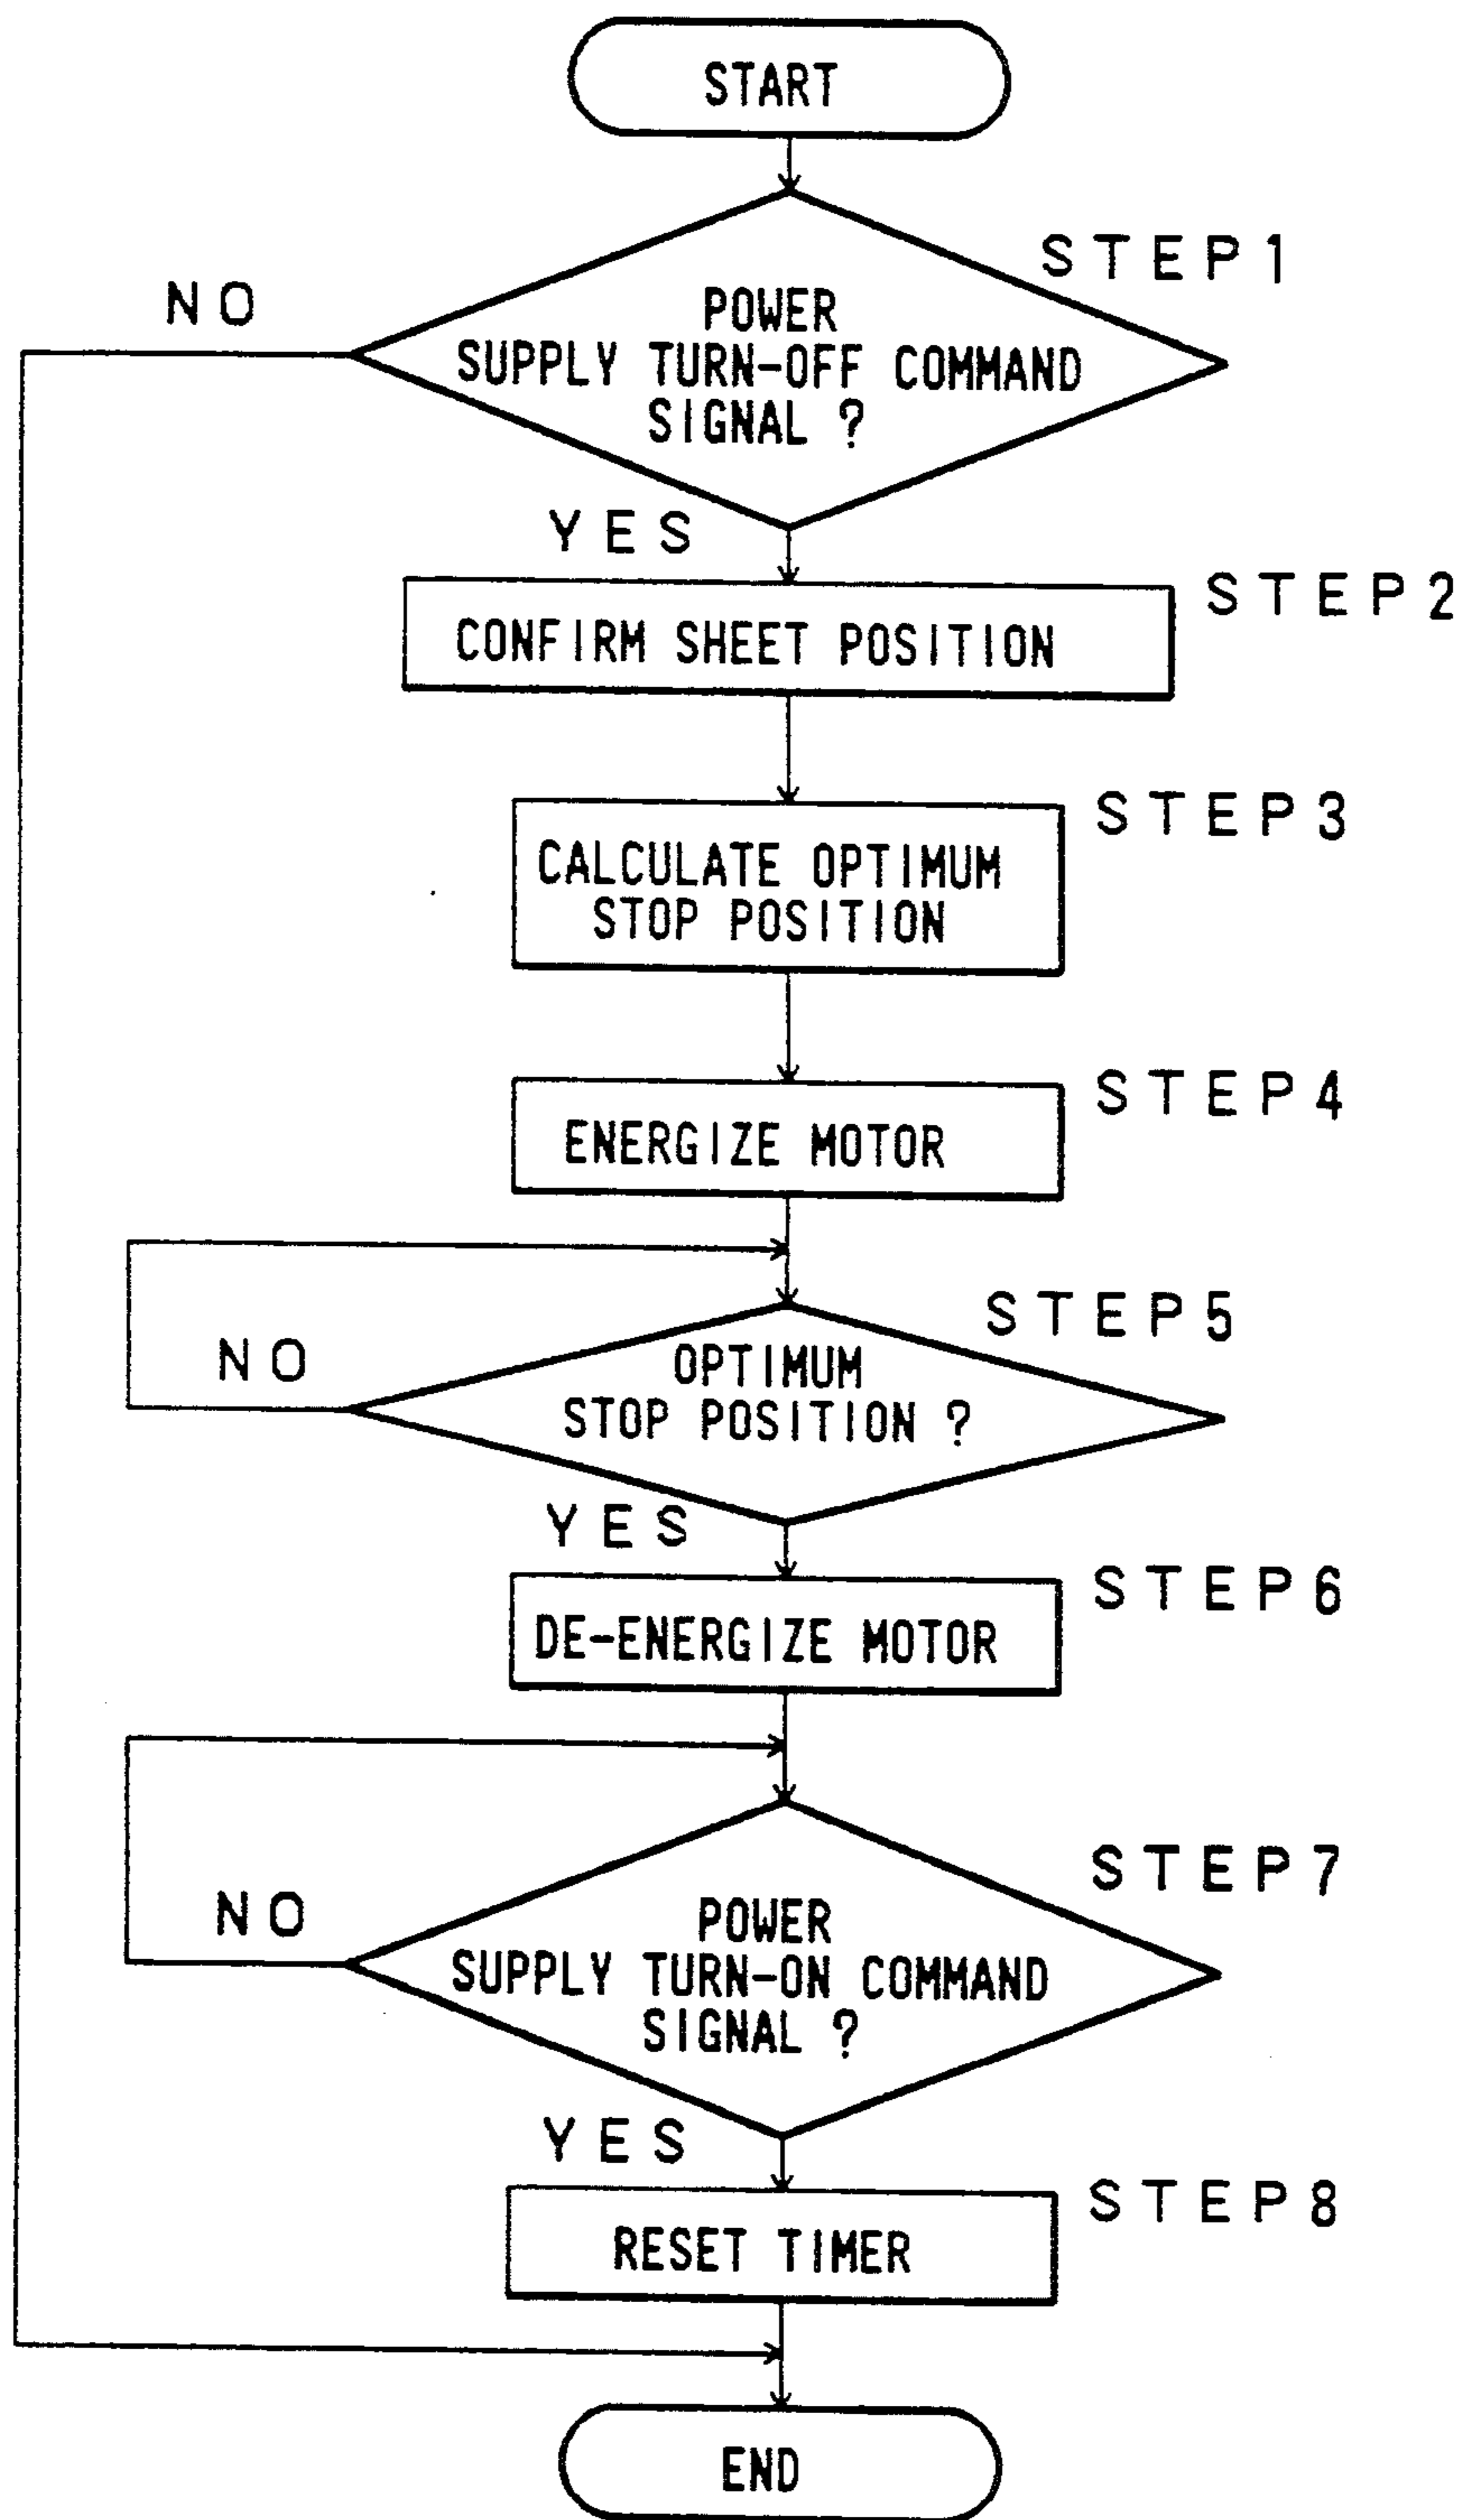 START
STEP1
NO
POWER
SUPPLY TURN-OFF COMMAND
SIGNAL ?
YES
STEP2
CONFIRM SHEET POSITION
STEP3
CALCULATE OPTIMUM
STOP POSITION
STEP4
ENERGIZE MOTOR
STEP5
NO
OPTIMUM
STOP POSITION ?
YES
STEP6
DE-ENERGIZE MOTOR
STEP7
NO
POWER
SUPPLY TURN-ON COMMAND
SIGNAL ?
YES
STEP8
RESET TIMER
END